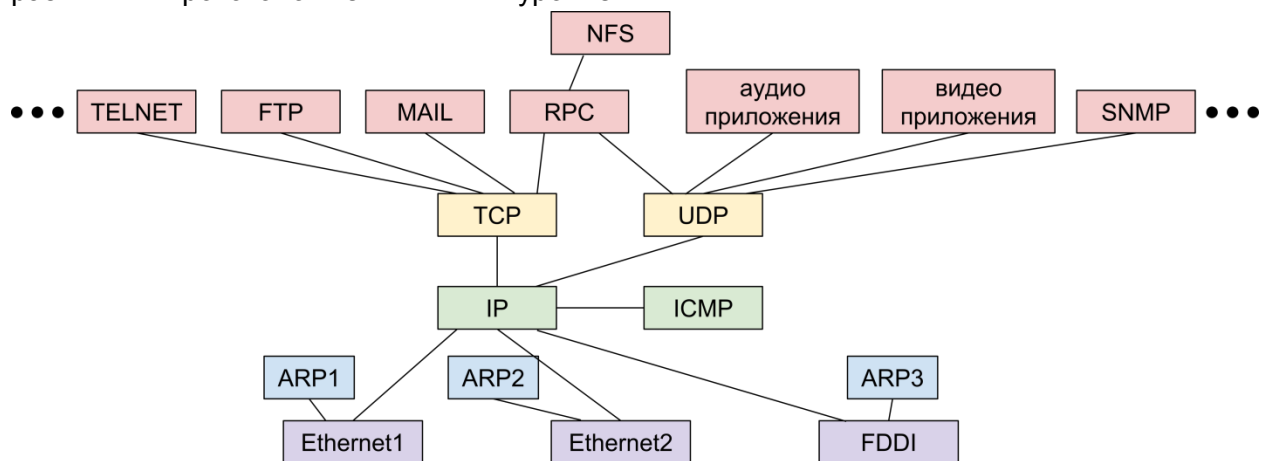 NFS
TELNET
FTP
MAIL
RPC
аудио
приложения
видео
приложения
SNMP
TCP
UDP
IP
ICMP
ARP1
ARP2
ARP3
Ethernet1
Ethernet2
FDDI